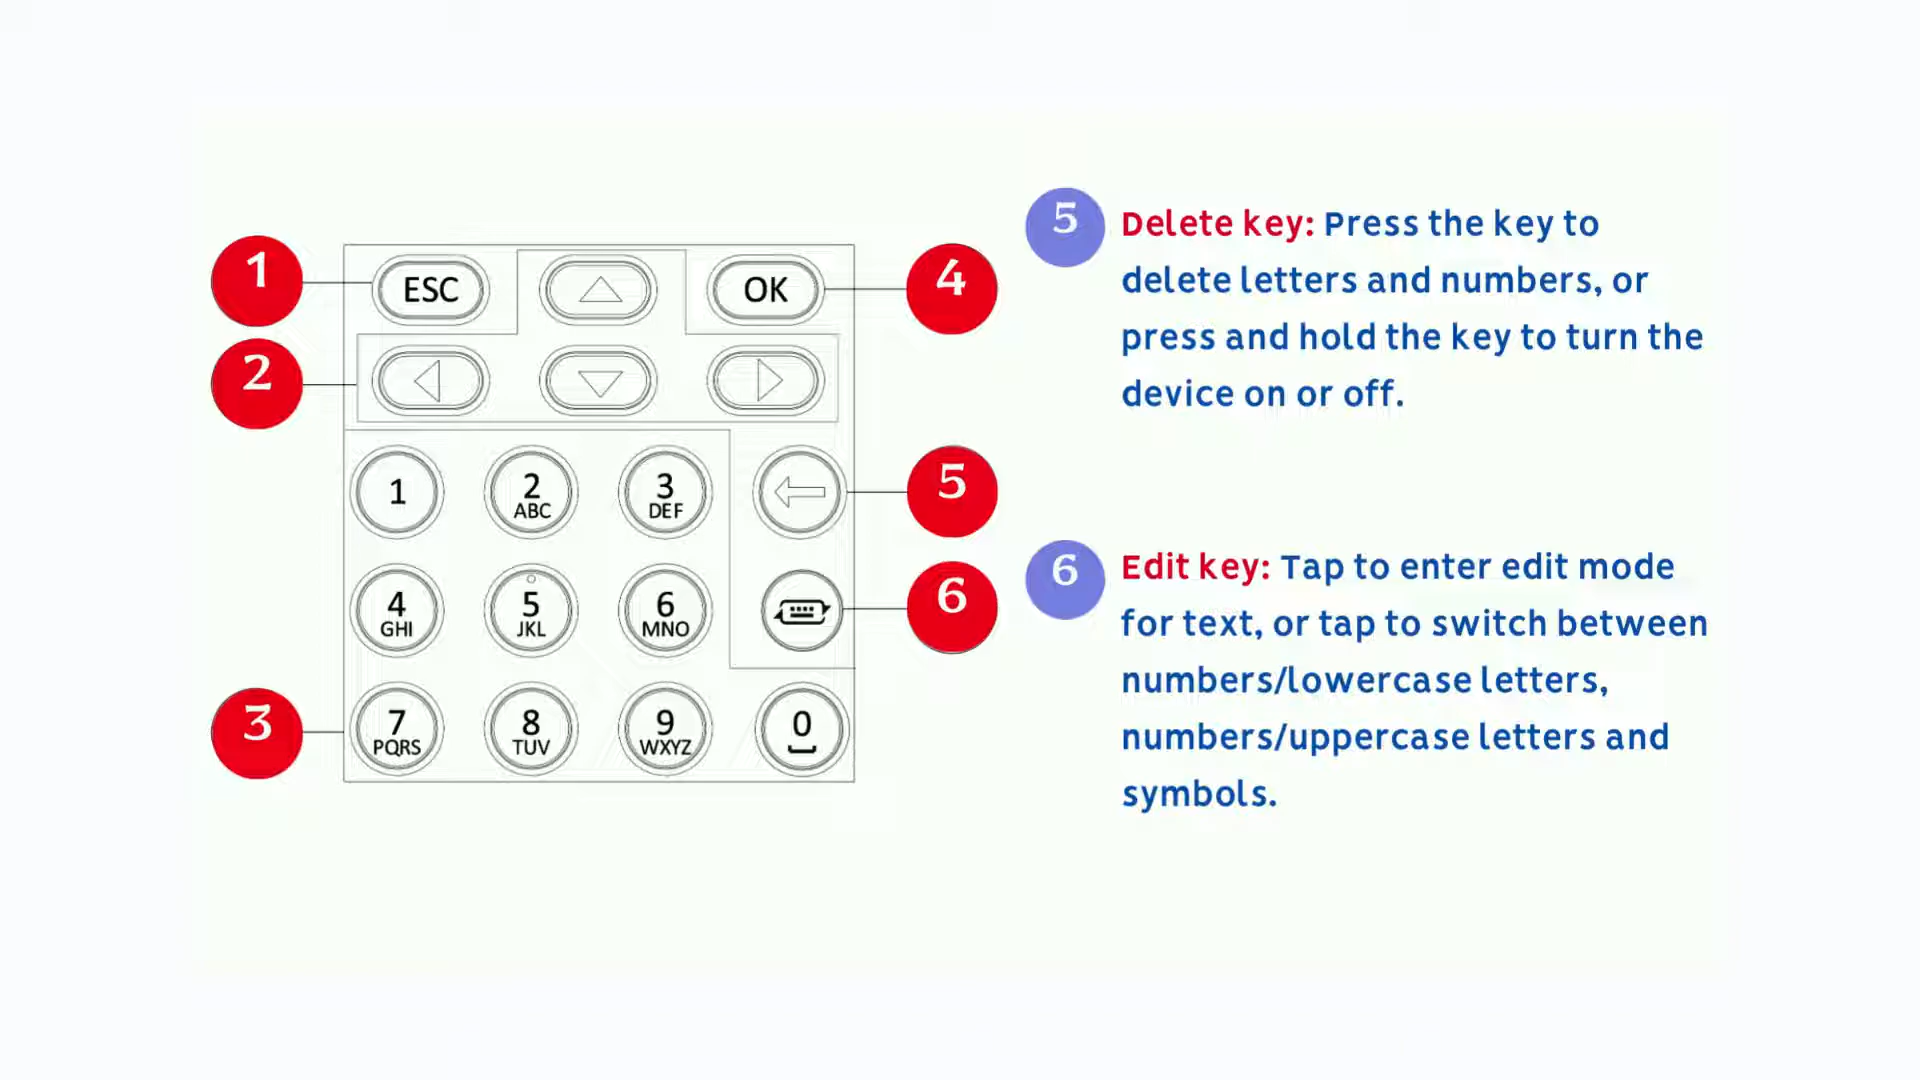 1
ESC
OK
4
2
1
2
ABC
3
DEF
5
4
GHI
5
JKL
6
MNO
6
3
7
PQRS
8
TUV
9
WXYZ
0
5
Delete key: Press the key to
delete letters and numbers, or
press and hold the key to turn the
device on or off.
6
Edit key: Tap to enter edit mode
for text, or tap to switch between
numbers/lowercase letters,
numbers/uppercase letters and
symbols.